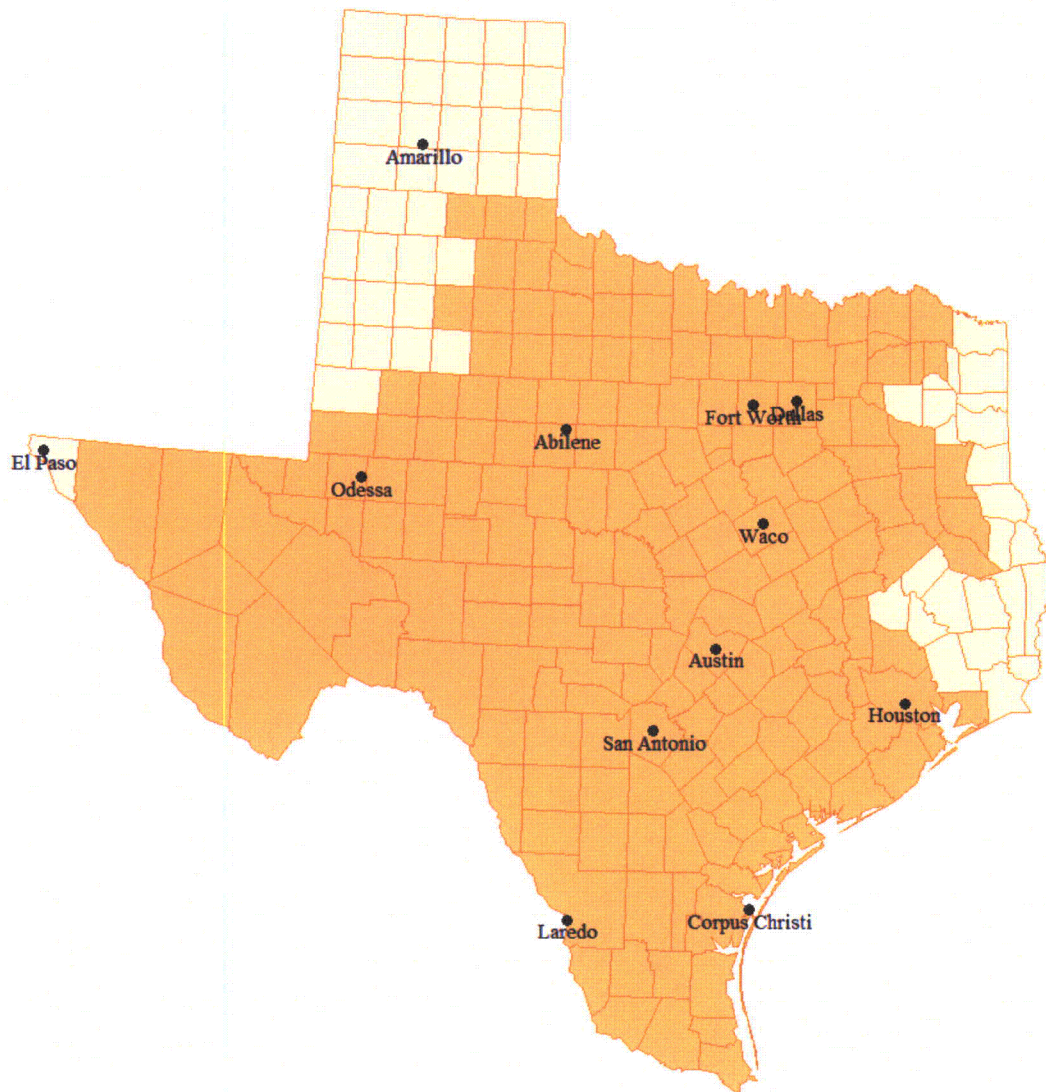 Amarillo
Fort Worth
Dallas
Abilene
El Paso
Odessa
Waco
Austin
Houston
San Antonio
Laredo
Corpus Christi